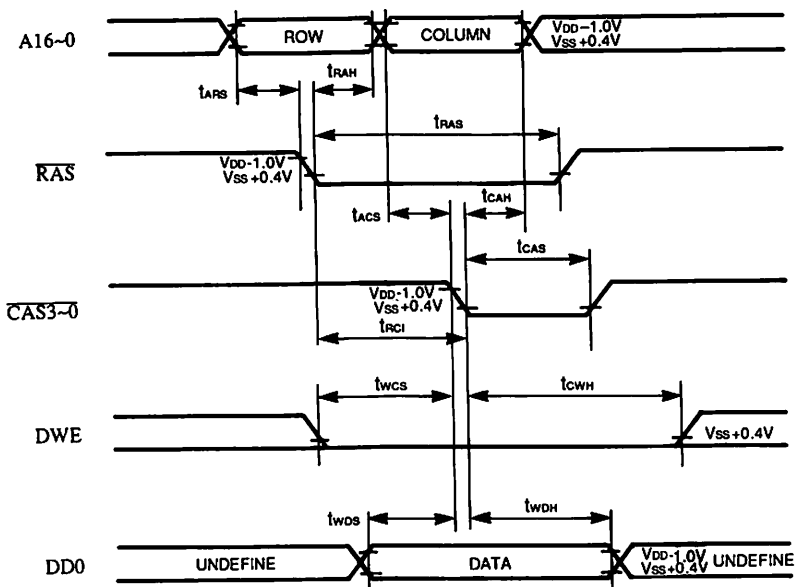 A16~0
ROW
COLUMN
VDD-1.0V
VSS+0.4V
tARS
tRAH
tRAS
RAS
VDD-1.0V
VSS+0.4V
tACS
tCAH
tCAS
CAS3~0
VDD-1.0V
VSS+0.4V
tRCI
tWCS
tCWH
DWE
VSS+0.4V
tWDS
tWDH
DD0
UNDEFINE
DATA
VDD-1.0V
VSS+0.4V
UNDEFINE